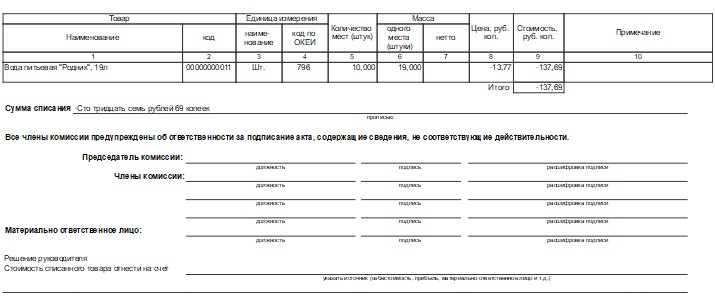 Товар Единица измерения Количество мест (штук) Масса Цена, руб. коп. Стоимость, руб. коп. Примечание
Наименование код наиме-нование код по ОКЕИ одного места (штуки) нетто
1 2 3 4 5 6 7 8 9 10
Вода питьевая "Родник", 19л 00000000011 Шт. 796 10,000 19,000 -13,77 -137,69
Итого -137,69
Сумма списания -Сто тридцать семь рублей 69 копеек
прописью
Все члены комиссии предупреждены об ответственности за подписание акта, содержащие сведения, не соответствующие действительности.
Председатель комиссии:
должность подпись расшифровка подписи
Члены комиссии:
должность подпись расшифровка подписи
должность подпись расшифровка подписи
должность подпись расшифровка подписи
Материально ответственное лицо:
должность подпись расшифровка подписи
Решение руководителя
Стоимость списанного товара отнести на счет
указать источник (себестоимость, прибыль, материально ответственное лицо и т.д.)